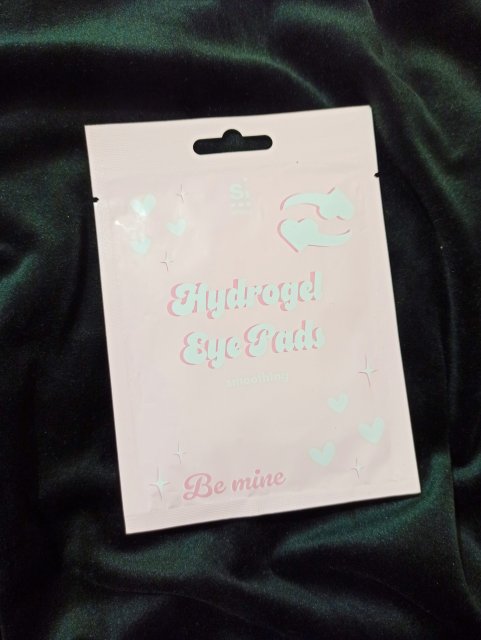 S.
Hydrogel
Eye Pads
smoothing
Be mine